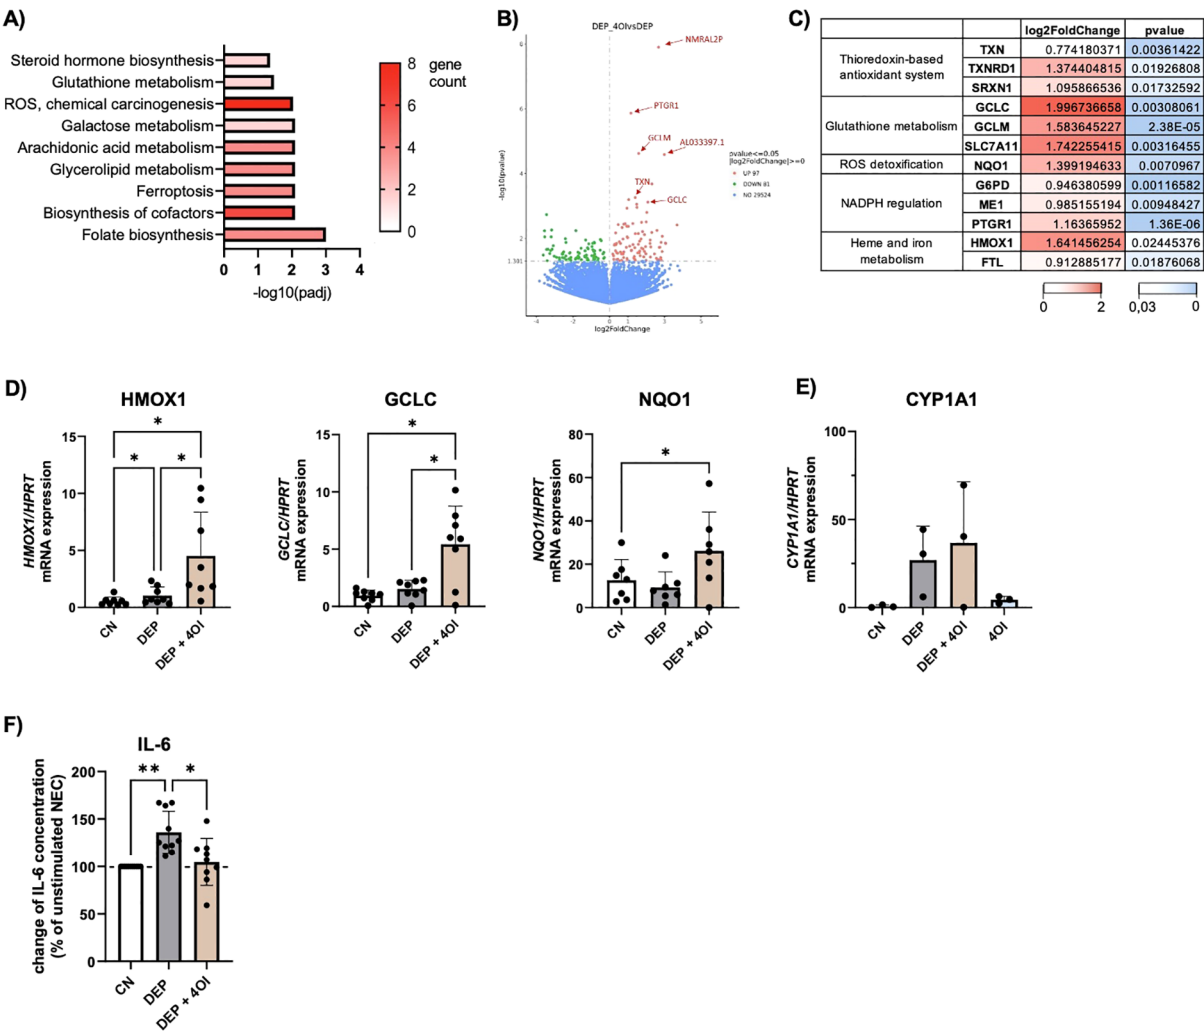 A)
Steroid hormone biosynthesis
Glutathione metabolism
ROS, chemical carcinogenesis
Galactose metabolism
Arachidonic acid metabolism
Glycerolipid metabolism
Ferroptosis
Biosynthesis of cofactors
Folate biosynthesis
0 1 2 3 4
-log10(padj)
8 gene
count
6
4
2
0
B)
DEP_4OIvsDEP
NMRAL2P
PTGR1
GCLM
AL033397.1
TXN
GCLC
-log10(pvalue)
6
4
2
1.301
-4 -2 0 1 3 5
log2FoldChange
pvalue<=0.05
|log2FoldChange|>=0
UP 97
DOWN 81
NO 29524
C)
log2FoldChange pvalue
Thioredoxin-based
antioxidant system
TXN 0.774180371 0.00361422
TXNRD1 1.374404815 0.01926808
SRXN1 1.095866536 0.01732592
Glutathione metabolism
GCLC 1.996736658 0.00308061
GCLM 1.583645227 2.38E-05
SLC7A11 1.742255415 0.00316455
ROS detoxification NQO1 1.399194633 0.0070967
NADPH regulation
G6PD 0.946380599 0.00116582
ME1 0.985155194 0.00948427
PTGR1 1.16365952 1.36E-06
Heme and iron
metabolism
HMOX1 1.641456254 0.02445376
FTL 0.912885177 0.01876068
0 2 0,03 0
D)
HMOX1
HMOX1/HPRT
mRNA expression
15
10
5
0
* * *
CN DEP DEP + 4OI
GCLC
GCLC/HPRT
mRNA expression
15
10
5
0
* *
CN DEP DEP + 4OI
NQO1
NQO1/HPRT
mRNA expression
80
60
40
20
0
*
CN DEP DEP + 4OI
E)
CYP1A1
CYP1A1/HPRT
mRNA expression
100
50
0
CN DEP DEP + 4OI 4OI
F)
IL-6
change of IL-6 concentration
(% of unstimulated NEC)
200
150
100
50
0
** *
CN DEP DEP + 4OI